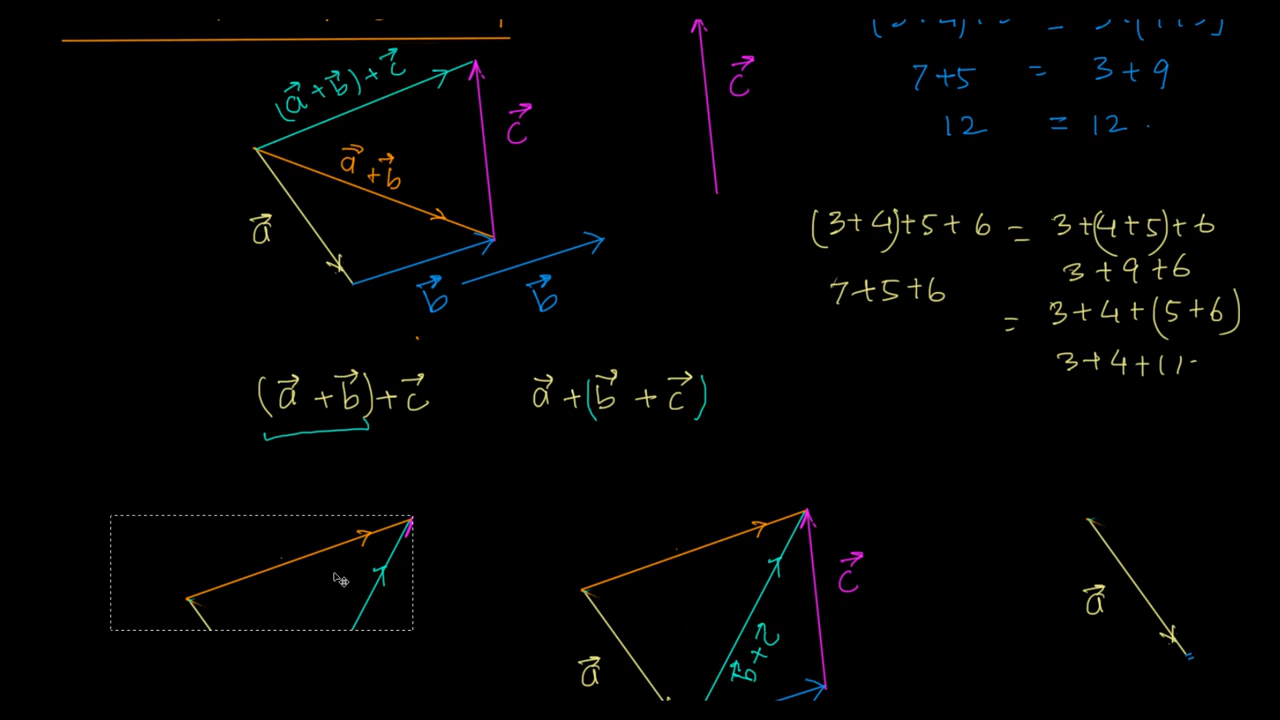 7+5 = 3+9
12 = 12.
(a⃗+b⃗)+c⃗
c⃗
c⃗
a⃗+b⃗
a⃗
b⃗
b⃗
(3+4)+5+6 = 3+(4+5)+6
3+9+6
7+5+6
= 3+4+(5+6)
3+4+11
(a⃗+b⃗)+c⃗ a⃗+(b⃗+c⃗)
c⃗
a⃗
b⃗+c⃗
a⃗